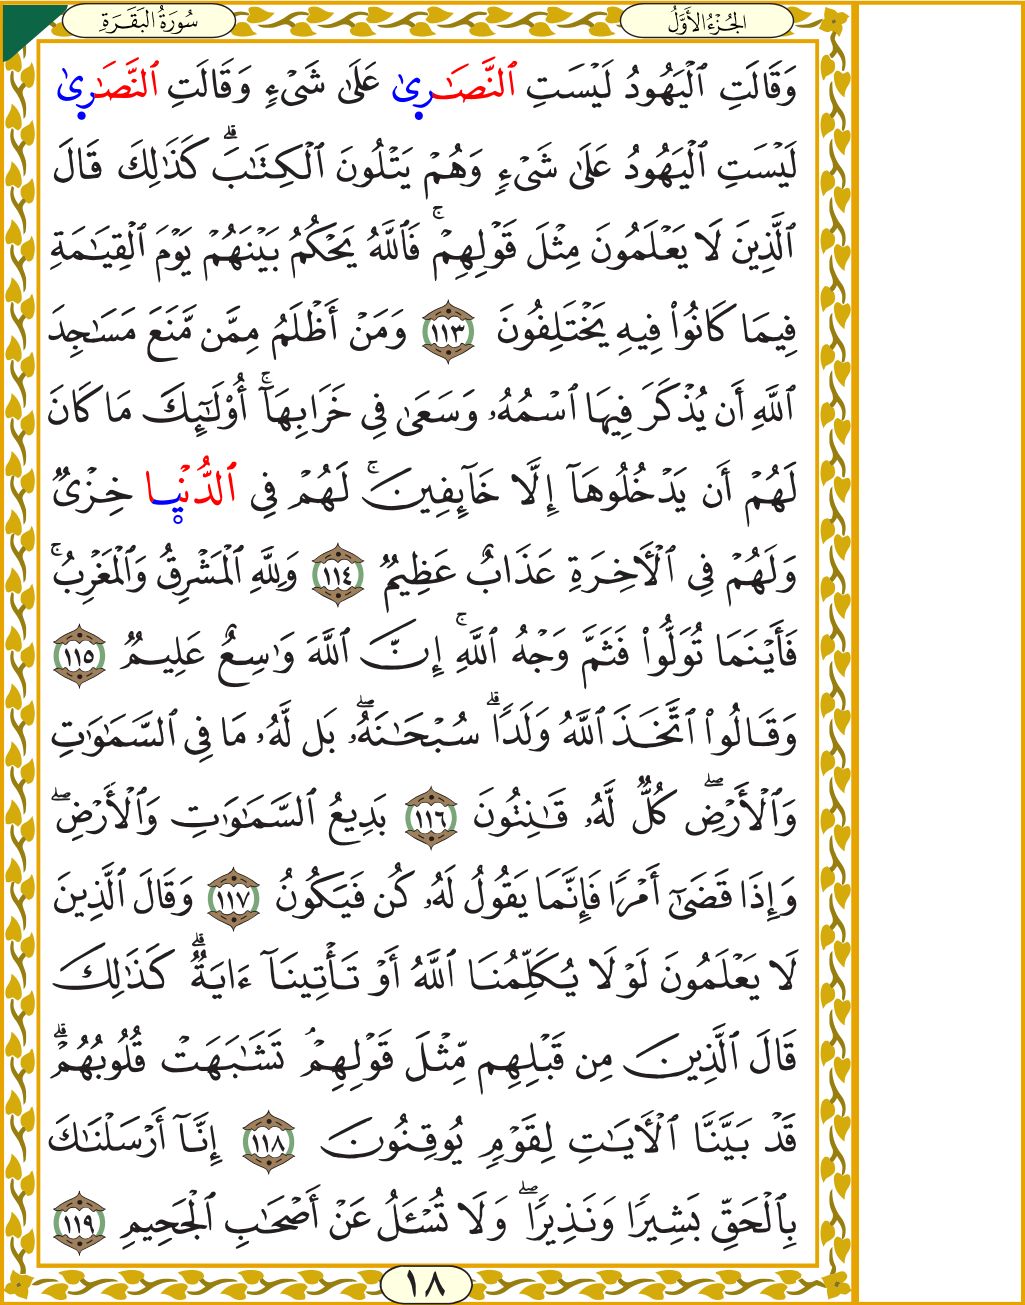 الجُزْءُ الأَوَّلُ
سُورَةُ البَقَرَةِ
وَقَالَتِ ٱلْيَهُودُ لَيْسَتِ ٱلنَّصَـٰرِىٰ عَلَىٰ شَىْءٍ وَقَالَتِ ٱلنَّصَـٰرِىٰ
لَيْسَتِ ٱلْيَهُودُ عَلَىٰ شَىْءٍ وَهُمْ يَتْلُونَ ٱلْكِتَـٰبَ ۗ كَذَٰلِكَ قَالَ
ٱلَّذِينَ لَا يَعْلَمُونَ مِثْلَ قَوْلِهِمْ ۚ فَٱللَّهُ يَحْكُمُ بَيْنَهُمْ يَوْمَ ٱلْقِيَـٰمَةِ
فِيمَا كَانُوا۟ فِيهِ يَخْتَلِفُونَ ١١٣ وَمَنْ أَظْلَمُ مِمَّن مَّنَعَ مَسَـٰجِدَ
ٱللَّهِ أَن يُذْكَرَ فِيهَا ٱسْمُهُۥ وَسَعَىٰ فِى خَرَابِهَآ ۚ أُو۟لَـٰٓئِكَ مَا كَانَ
لَهُمْ أَن يَدْخُلُوهَآ إِلَّا خَآئِفِينَ ۚ لَهُمْ فِى ٱلدُّنْيِا خِزْىٌ
وَلَهُمْ فِى ٱلْأَخِرَةِ عَذَابٌ عَظِيمٌ ١١٤ وَلِلَّهِ ٱلْمَشْرِقُ وَٱلْمَغْرِبُ ۚ
فَأَيْنَمَا تُوَلُّوا۟ فَثَمَّ وَجْهُ ٱللَّهِ ۚ إِنَّ ٱللَّهَ وَٰسِعٌ عَلِيمٌ ١١٥
وَقَالُوا۟ ٱتَّخَذَ ٱللَّهُ وَلَدًا ۗ سُبْحَـٰنَهُۥ ۖ بَل لَّهُۥ مَا فِى ٱلسَّمَـٰوَٰتِ
وَٱلْأَرْضِ ۖ كُلٌّ لَّهُۥ قَـٰنِتُونَ ١١٦ بَدِيعُ ٱلسَّمَـٰوَٰتِ وَٱلْأَرْضِ ۖ
وَإِذَا قَضَىٰٓ أَمْرًا فَإِنَّمَا يَقُولُ لَهُۥ كُن فَيَكُونُ ١١٧ وَقَالَ ٱلَّذِينَ
لَا يَعْلَمُونَ لَوْلَا يُكَلِّمُنَا ٱللَّهُ أَوْ تَأْتِينَآ ءَايَةٌ ۗ كَذَٰلِكَ
قَالَ ٱلَّذِينَ مِن قَبْلِهِم مِّثْلَ قَوْلِهِمْ ۘ تَشَـٰبَهَتْ قُلُوبُهُمْ ۗ
قَدْ بَيَّنَّا ٱلْأَيَـٰتِ لِقَوْمٍ يُوقِنُونَ ١١٨ إِنَّآ أَرْسَلْنَـٰكَ
بِٱلْحَقِّ بَشِيرًا وَنَذِيرًا ۖ وَلَا تُسْـَٔلُ عَنْ أَصْحَـٰبِ ٱلْجَحِيمِ ١١٩
١٨